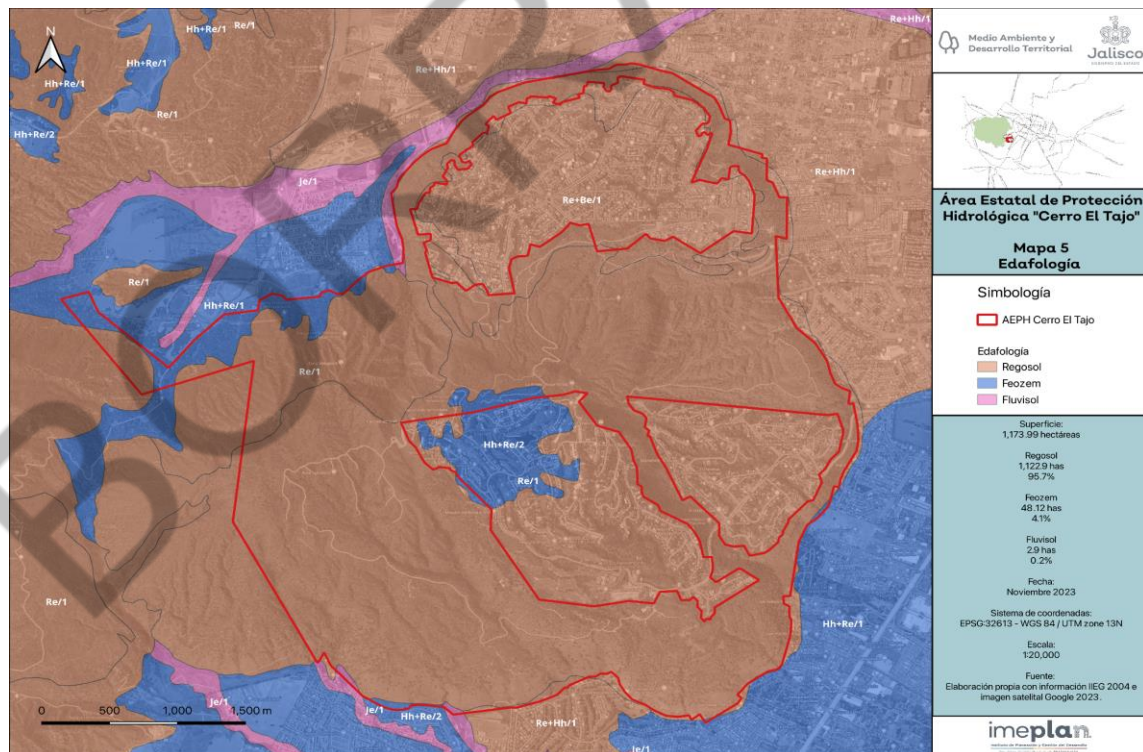 Hh+Re/1
Re/1
Re+Hh/1
N
Hh+Re/1
Re+Hh/1
Hh+Re/1
Re/1
Hh+Re/2
Je/1
Re+Hh/1
Re+Be/1
Re/1
Hh+Re/1
Re/1
Hh+Re/2
Re/1
Re/1
Hh+Re/1
Je/1
Je/1
Hh+Re/2
Re+Hh/1
Je/1
0 500 1,000 1,500 m
Medio Ambiente y
Desarrollo Territorial
Jalisco
GOBIERNO DEL ESTADO
Área Estatal de Protección
Hidrológica "Cerro El Tajo"
Mapa 5
Edafología
Simbología
AEPH Cerro El Tajo
Edafología
Regosol
Feozem
Fluvisol
Superficie:
1,173.99 hectáreas
Regosol
1,122.9 has
95.7%
Feozem
48.12 has
4.1%
Fluvisol
2.9 has
0.2%
Fecha:
Noviembre 2023
Sistema de coordenadas:
EPSG:32613 - WGS 84 / UTM zone 13N
Escala:
1:20,000
Fuente:
Elaboración propia con información IIEG 2004 e
imagen satelital Google 2023.
imeplan